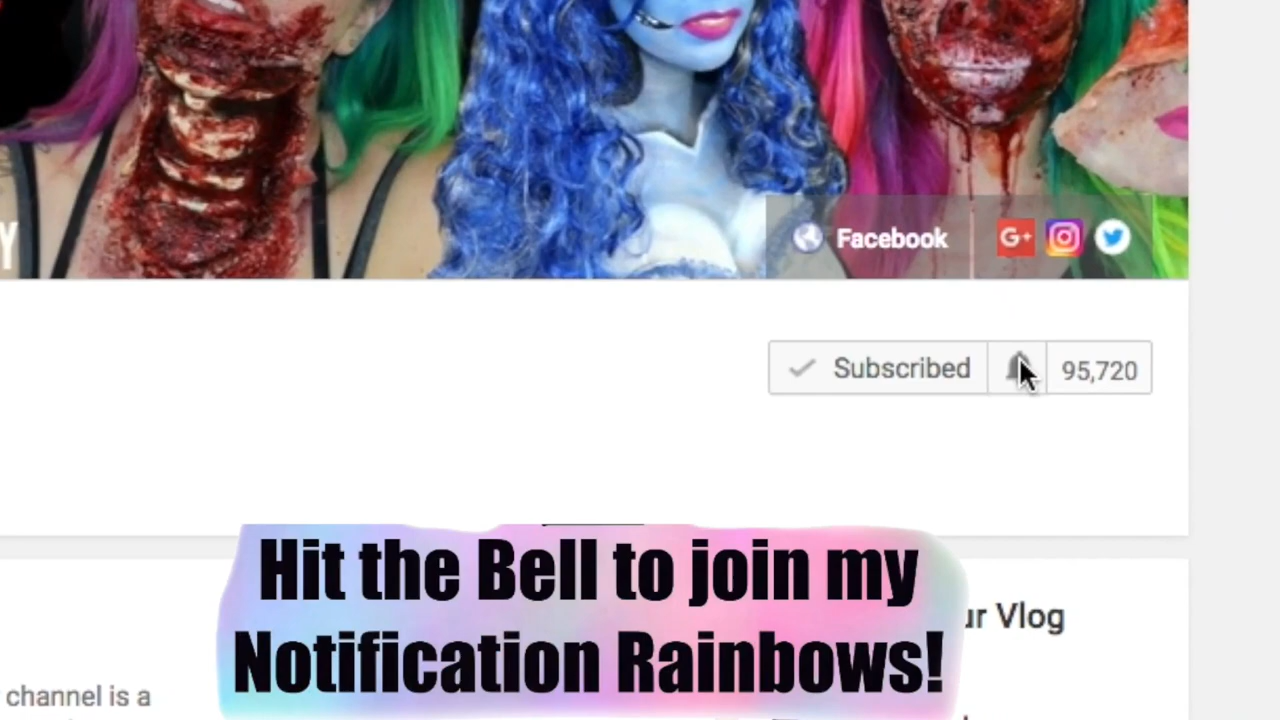 Y
Facebook
G+
Subscribed
95,720
Hit the Bell to join my
Notification Rainbows!
ur Vlog
channel is a